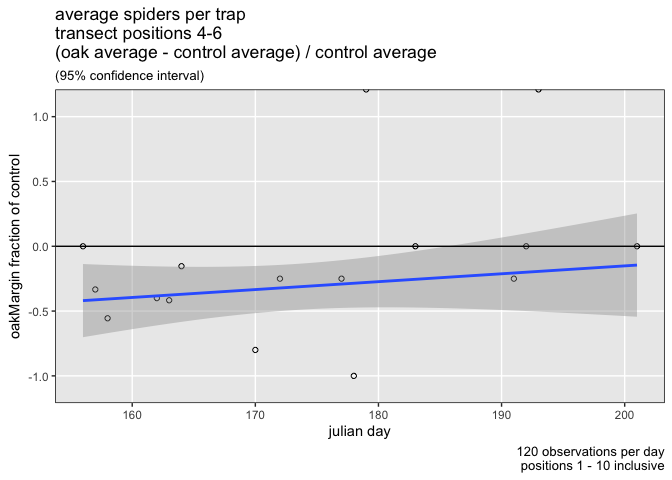 average spiders per trap
transect positions 4-6
(oak average - control average) / control average
(95% confidence interval)
oakMargin fraction of control
1.0
0.5
0.0
-0.5
-1.0
160
170
180
190
200
julian day
120 observations per day
positions 1 - 10 inclusive